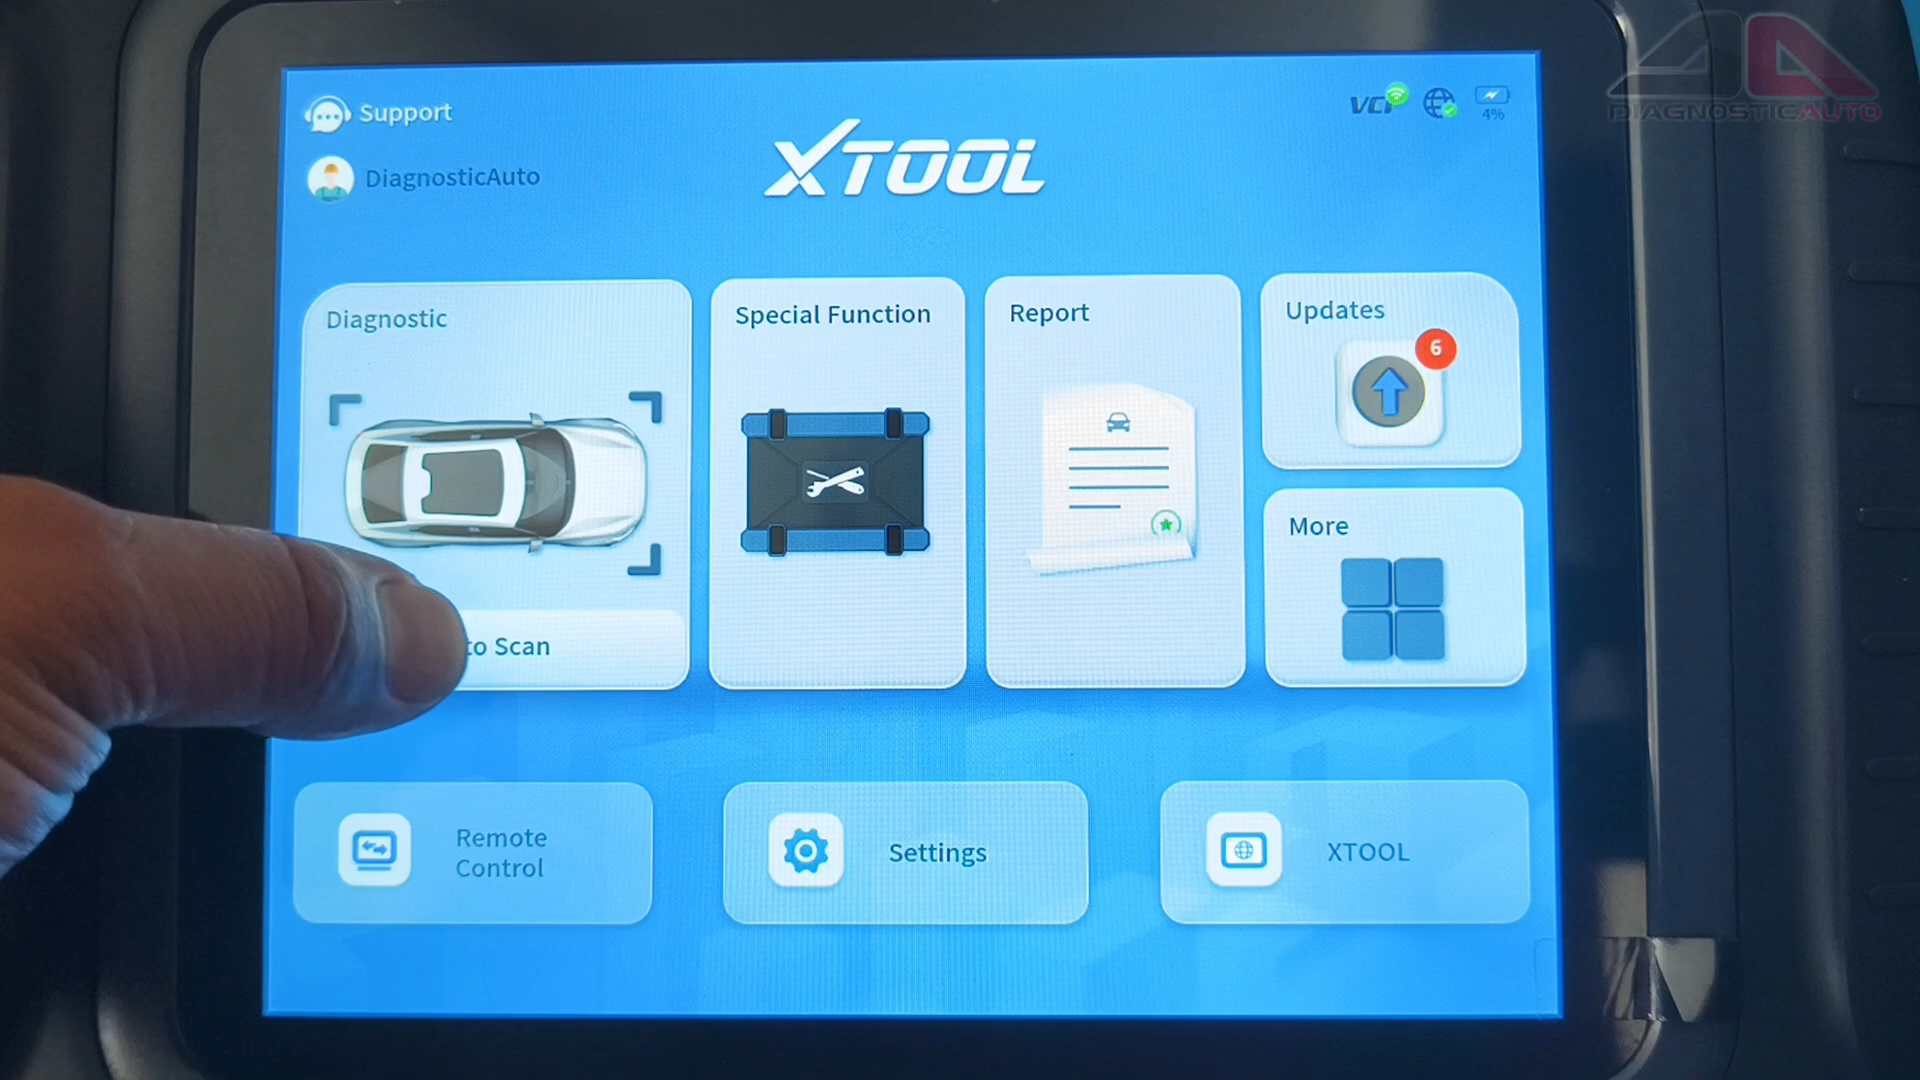 Support
DiagnosticAuto
XTOOL
VCI
4%
DIAGNOSTICAUTO
Diagnostic
to Scan
Special Function
Report
Updates
6
More
Remote
Control
Settings
XTOOL